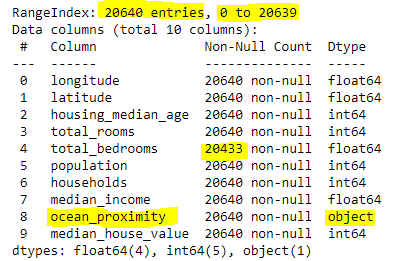 RangeIndex: 20640 entries, 0 to 20639
Data columns (total 10 columns):
 #   Column              Non-Null Count  Dtype
---  ------              --------------  -----
 0   longitude           20640 non-null  float64
 1   latitude            20640 non-null  float64
 2   housing_median_age  20640 non-null  int64
 3   total_rooms         20640 non-null  int64
 4   total_bedrooms      20433 non-null  float64
 5   population          20640 non-null  int64
 6   households          20640 non-null  int64
 7   median_income       20640 non-null  float64
 8   ocean_proximity     20640 non-null  object
 9   median_house_value  20640 non-null  int64
dtypes: float64(4), int64(5), object(1)